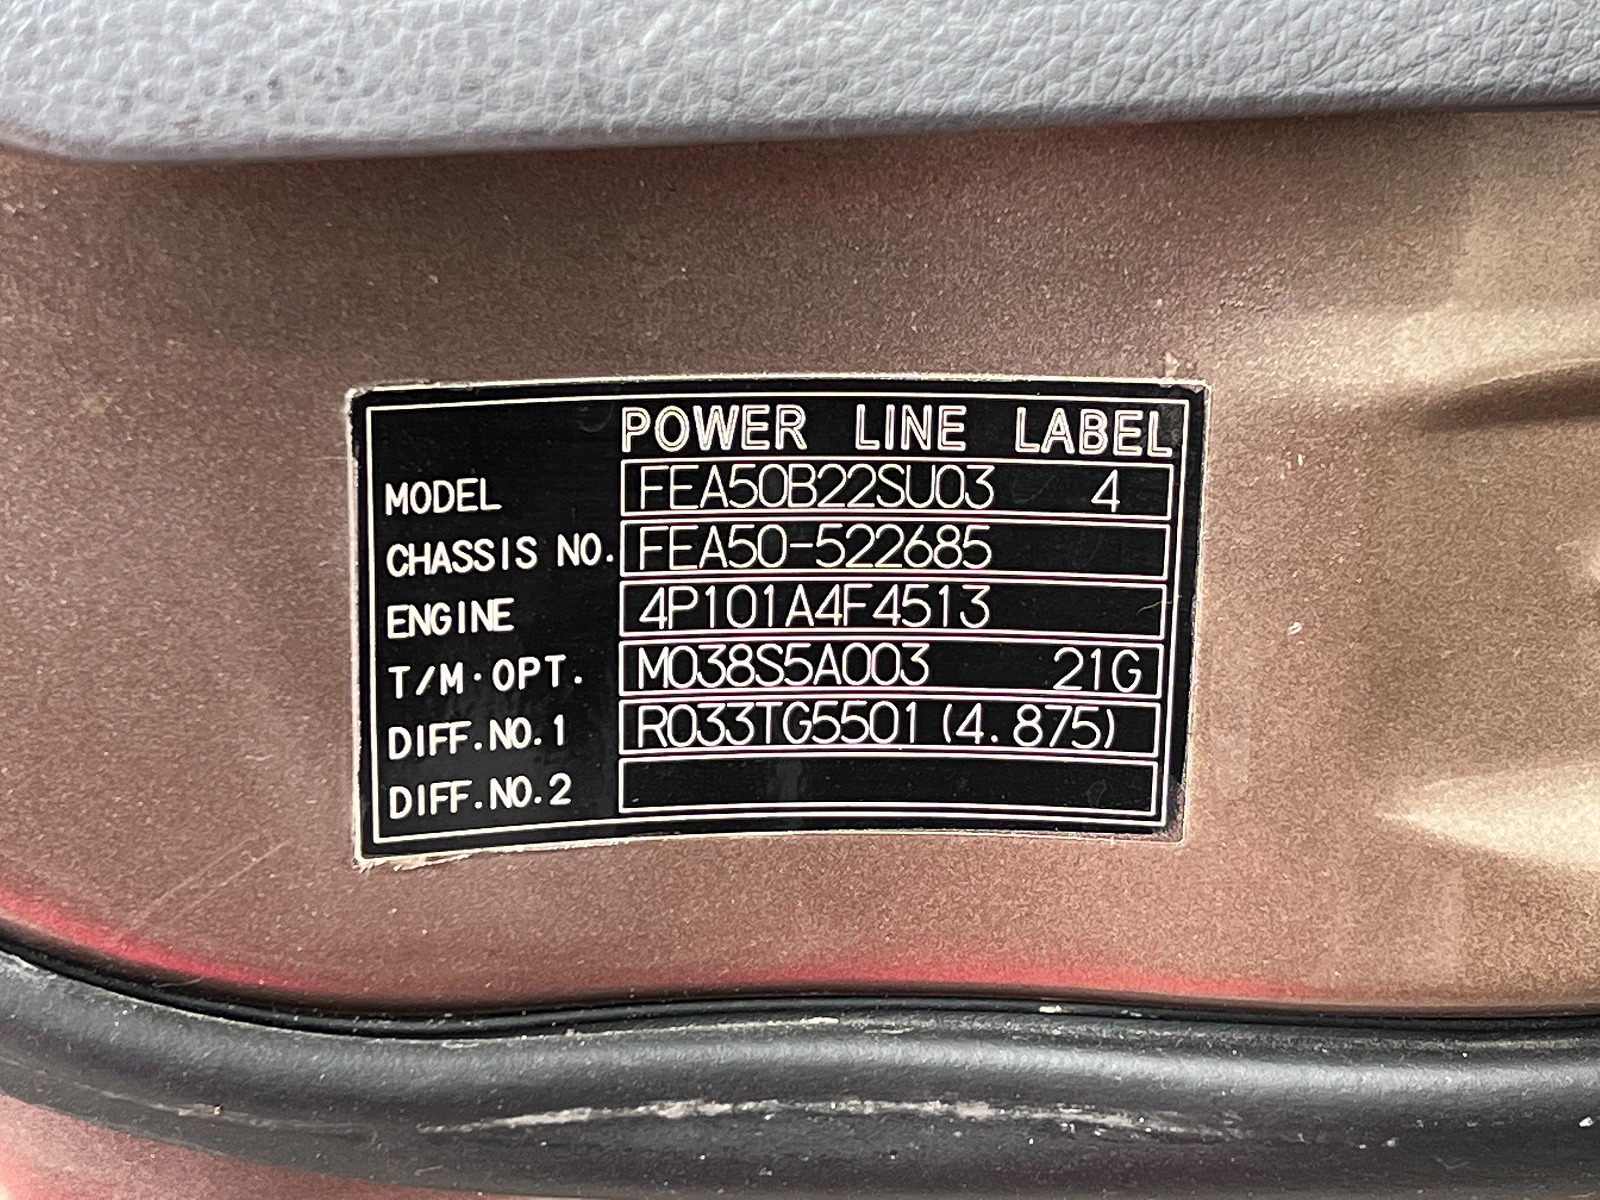 POWER LINE LABEL
MODEL FEA50B22SU03 4
CHASSIS NO. FEA50-522685
ENGINE 4P101A4F4513
T/M·OPT. M038S5A003 21G
DIFF.NO.1 R033TG5501(4.875)
DIFF.NO.2